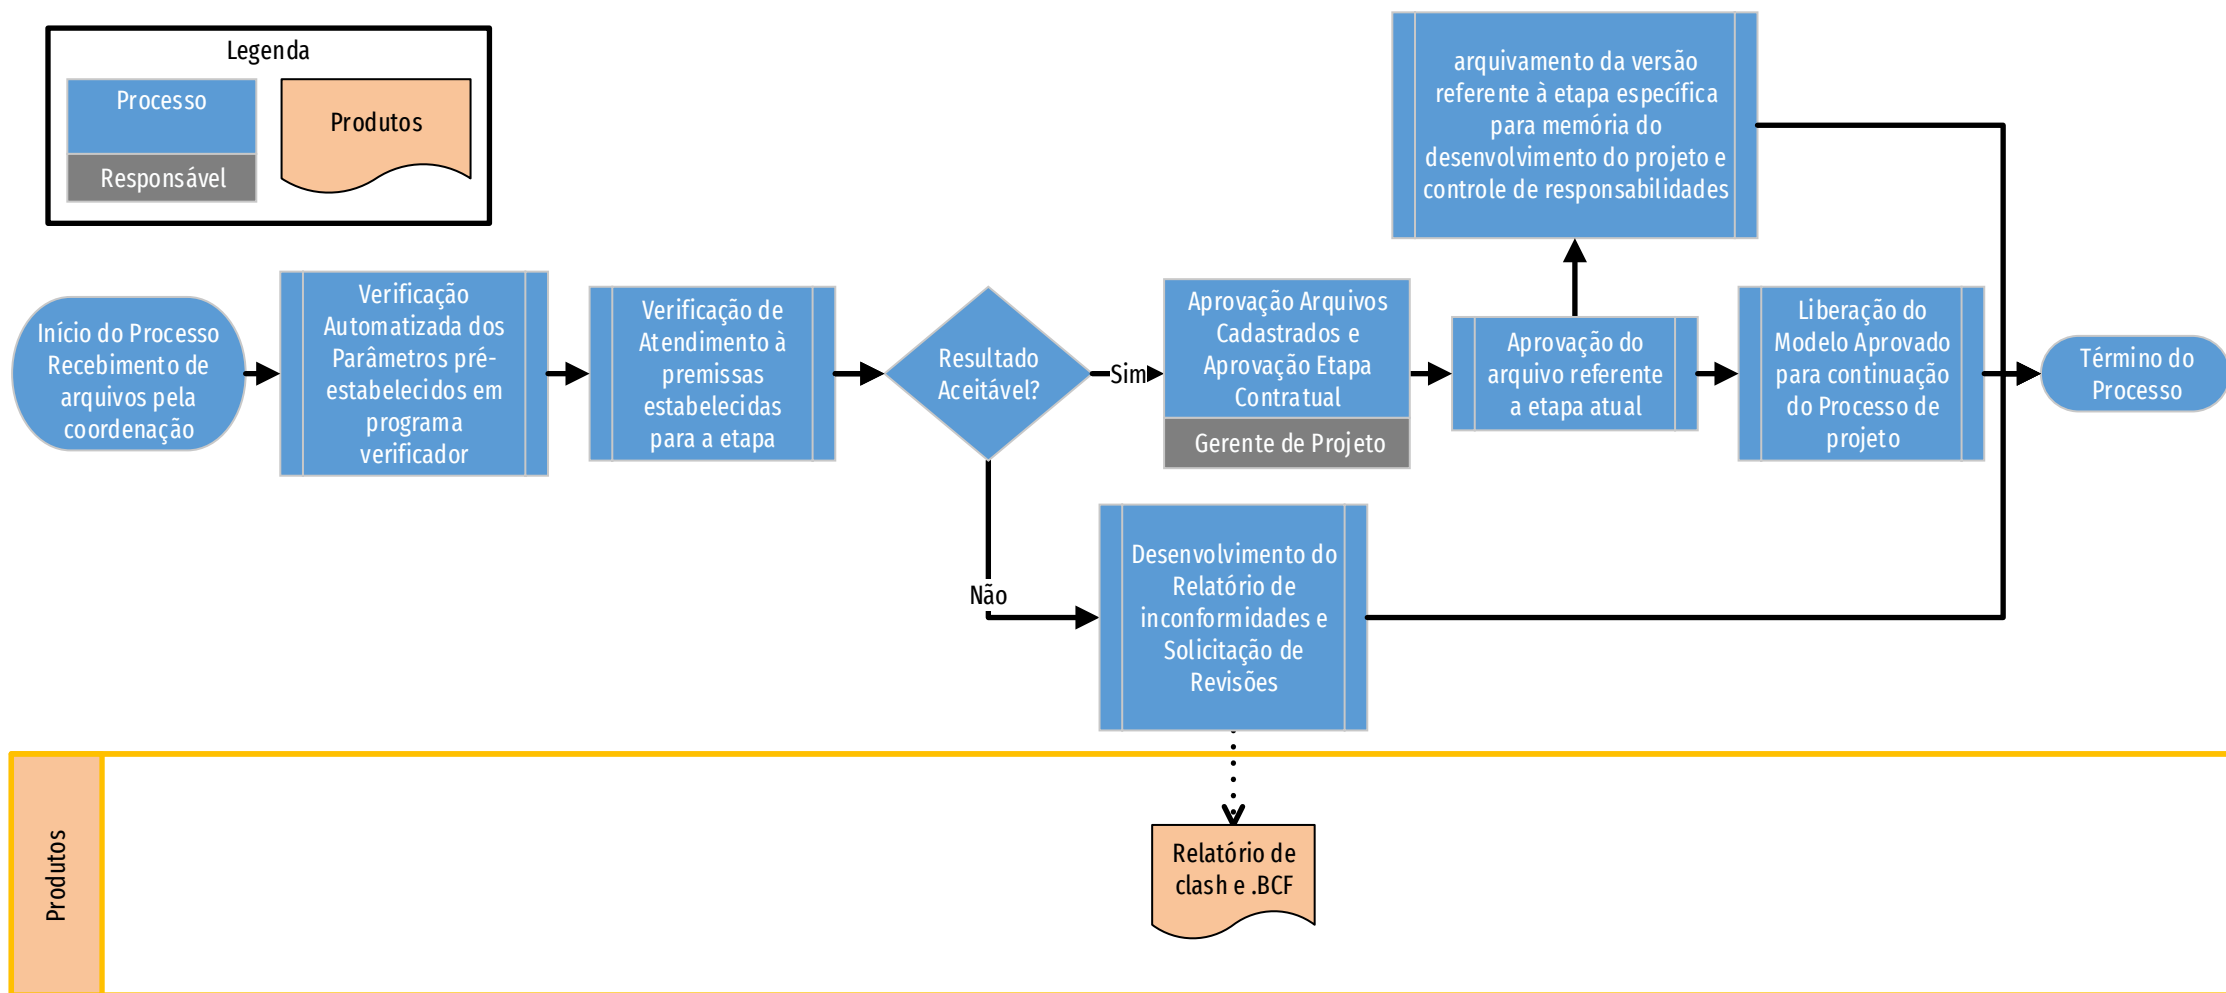 Legenda
Processo
Responsável
Produtos
arquivamento da versão
referente à etapa específica
para memória do
desenvolvimento do projeto e
controle de responsabilidades
Início do Processo
Recebimento de
arquivos pela
coordenação
Verificação
Automatizada dos
Parâmetros pré-
estabelecidos em
programa
verificador
Verificação de
Atendimento à
premissas
estabelecidas
para a etapa
Resultado
Aceitável?
Sim
Aprovação Arquivos
Cadastrados e
Aprovação Etapa
Contratual
Gerente de Projeto
Aprovação do
arquivo referente
a etapa atual
Liberação do
Modelo Aprovado
para continuação
do Processo de
projeto
Término do
Processo
Não
Desenvolvimento do
Relatório de
inconformidades e
Solicitação de
Revisões
Produtos
Relatório de
clash e .BCF